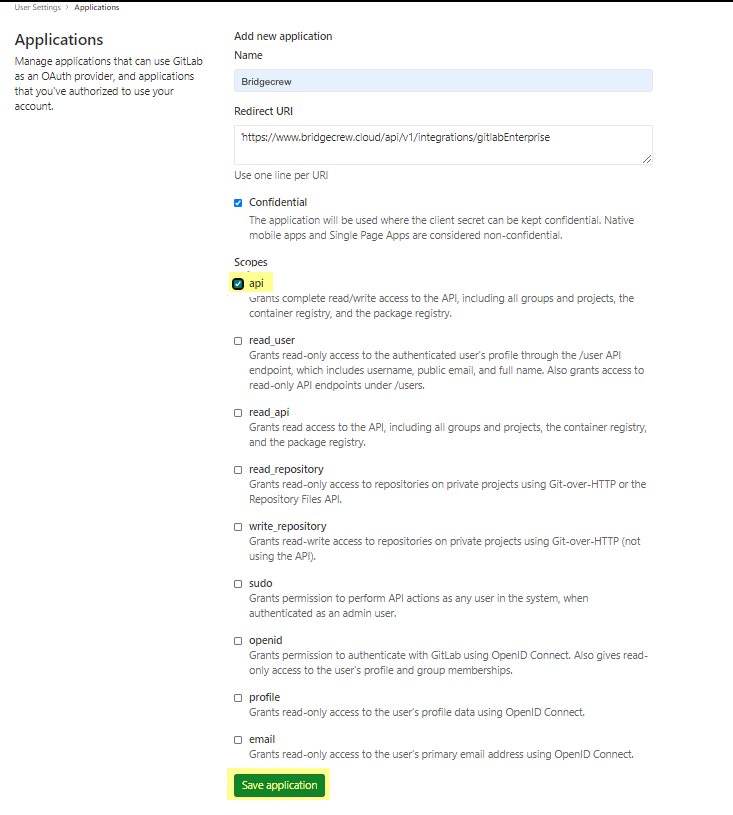 User Settings > Applications
Applications
Manage applications that can use GitLab
as an OAuth provider, and applications
that you've authorized to use your
account.
Add new application
Name
Bridgecrew
Redirect URI
'https://www.bridgecrew.cloud/api/v1/integrations/gitlabEnterprise
Use one line per URI
Confidential
The application will be used where the client secret can be kept confidential. Native
mobile apps and Single Page Apps are considered non-confidential.
Scopes
api
Grants complete read/write access to the API, including all groups and projects, the
container registry, and the package registry.
read_user
Grants read-only access to the authenticated user's profile through the /user API
endpoint, which includes username, public email, and full name. Also grants access to
read-only API endpoints under /users.
read_api
Grants read access to the API, including all groups and projects, the container registry,
and the package registry.
read_repository
Grants read-only access to repositories on private projects using Git-over-HTTP or the
Repository Files API.
write_repository
Grants read-write access to repositories on private projects using Git-over-HTTP (not
using the API).
sudo
Grants permission to perform API actions as any user in the system, when
authenticated as an admin user.
openid
Grants permission to authenticate with GitLab using OpenID Connect. Also gives read-
only access to the user's profile and group memberships.
profile
Grants read-only access to the user's profile data using OpenID Connect.
email
Grants read-only access to the user's primary email address using OpenID Connect.
Save application